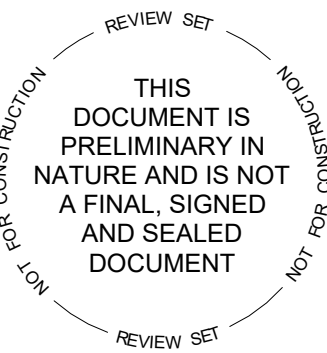 REVIEW SET
NOT FOR CONSTRUCTION
THIS
DOCUMENT IS
PRELIMINARY IN
NATURE AND IS NOT
A FINAL, SIGNED
AND SEALED
DOCUMENT
NOT FOR CONSTRUCTION
REVIEW SET